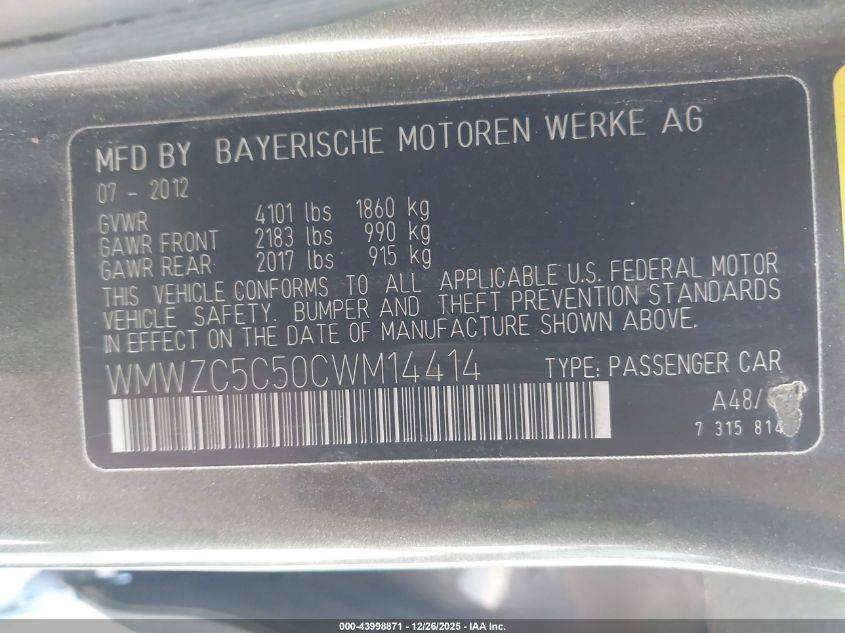 MFD BY BAYERISCHE MOTOREN WERKE AG
07 - 2012
GVWR 4101 lbs 1860 kg
GAWR FRONT 2183 lbs 990 kg
GAWR REAR 2017 lbs 915 kg
THIS VEHICLE CONFORMS TO ALL APPLICABLE U.S. FEDERAL MOTOR
VEHICLE SAFETY. BUMPER AND THEFT PREVENTION STANDARDS
IN EFFECT ON THE DATE OF MANUFACTURE SHOWN ABOVE.
WMWZC5C50CWM14414 TYPE: PASSENGER CAR
A48/
7 315 814
000-43998871 - 12/26/2025 - IAA Inc.